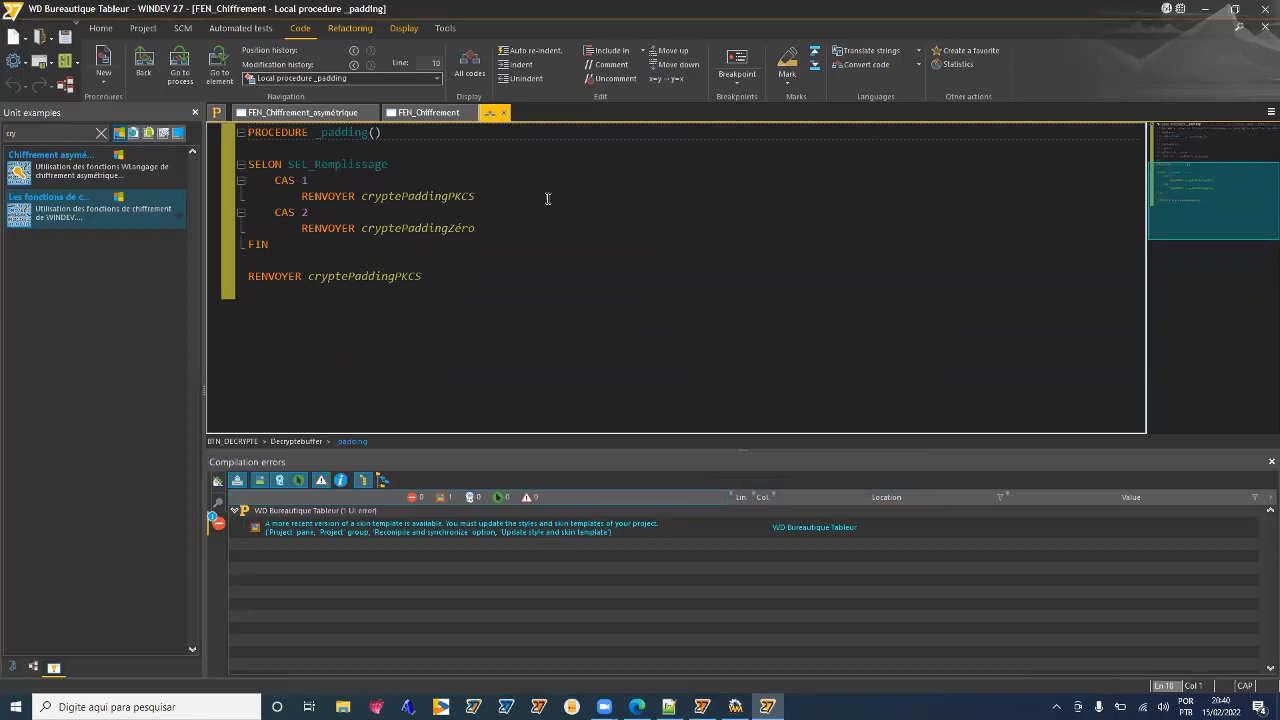 WD Bureautique Tableur - WINDEV 27 - [FEN_Chiffrement - Local procedure _padding]
Home Project SCM Automated tests Code Refactoring Display Tools
New
Procedures
Back
Go to process
Go to element
Position history:
Line: 10
Modification history:
Local procedure _padding
Navigation
All codes
Display
Auto re-indent.
Indent
Unindent
Include in
Comment
Uncomment
Move up
Move down
x=y→y=x
Edit
Breakpoint
Breakpoints
Mark
Marks
Translate strings
Convert code
Languages
Create a favorite
Statistics
Other actions
Unit examples
cry
Chiffrement asymé...
Utilisation des fonctions WLangage de chiffrement asymétrique...
Les fonctions de c...
Utilisation des fonctions de chiffrement de WINDEV....
FEN_Chiffrement_asymétrique FEN_Chiffrement
PROCEDURE _padding()
SELON SEL_Remplissage
CAS 1
RENVOYER cryptePaddingPKCS
CAS 2
RENVOYER cryptePaddingZéro
FIN
RENVOYER cryptePaddingPKCS
BTN_DECRYPTE > Decryptebuffer > _padding
Compilation errors
0 1 0 0 0 Lin. Col. Location Value
WD Bureautique Tableur (1 UI error)
A more recent version of a skin template is available. You must update the styles and skin templates of your project.
('Project' pane, 'Project' group, 'Recompile and synchronize' option, 'Update style and skin template')
WD Bureautique Tableur
Ln 10 Col 1 CAP
Digite aqui para pesquisar
POR
PTB
20:40
15/02/2022